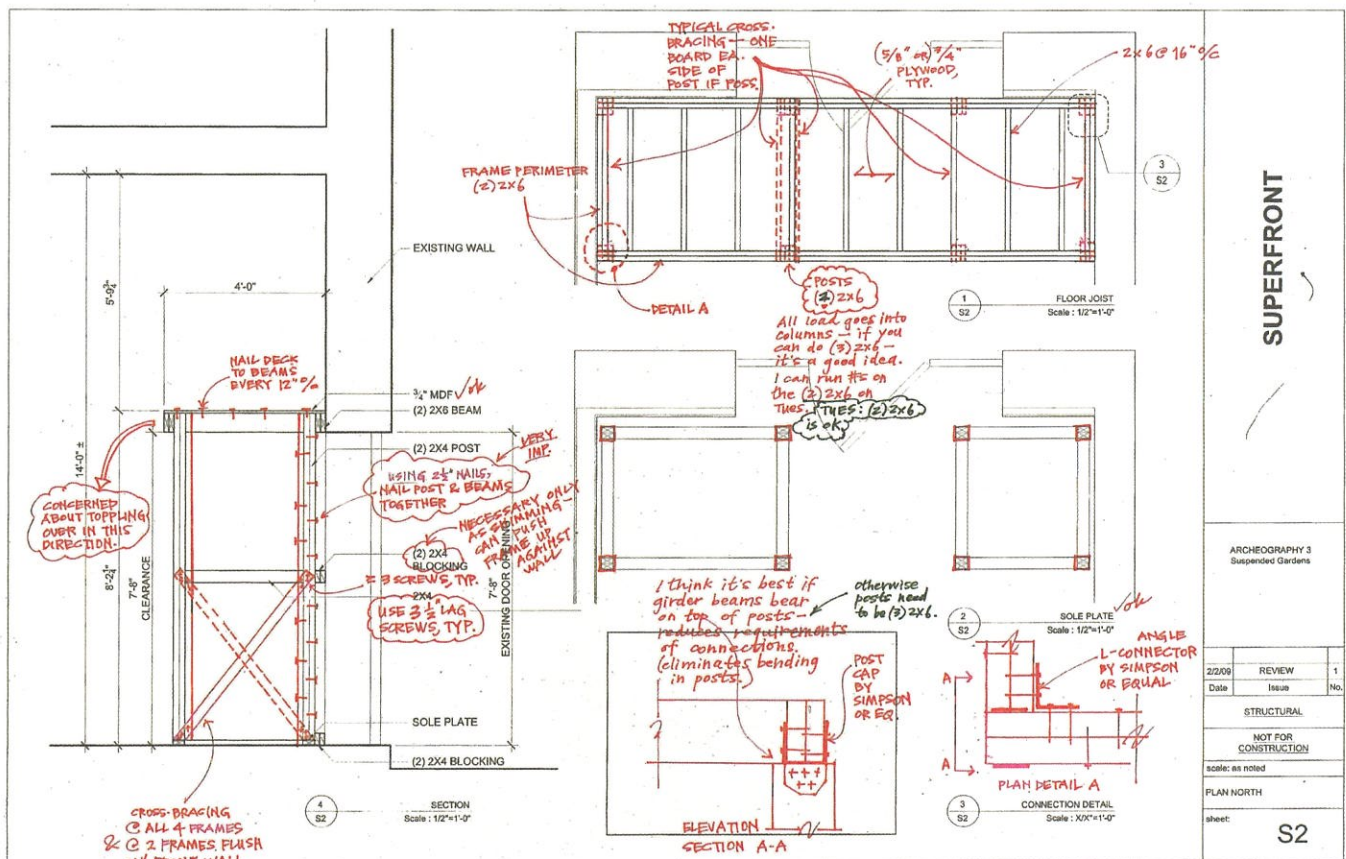 TYPICAL CROSS-
BRACING — ONE
BOARD EA.
SIDE OF
POST IF POSS.
(5/8" OR) 3/4"
PLYWOOD,
TYP.
2x6 @ 16" o/c
FRAME PERIMETER
(2) 2x6
3
S2
DETAIL A
POSTS
(2) 2x6
1
S2
FLOOR JOIST
Scale : 1/2"=1'-0"
All load goes into
columns — if you
can do (3) 2x6 —
it's a good idea.
I can run #s on
the (2) 2x6 on
Tues.
TUES: (2) 2x6
is ok
EXISTING WALL
5'-9¾"
4'-0"
NAIL DECK
TO BEAMS
EVERY 12" o/c
¾" MDF
ok
(2) 2X6 BEAM
14'-0" ±
(2) 2X4 POST
VERY
IMP.
USING 2½" NAILS,
NAIL POST & BEAMS
TOGETHER
CONCERNED
ABOUT TOPPLING
OVER IN THIS
DIRECTION.
NECESSARY ONLY
AS SHIMMING —
CAN PUSH
FRAME UP
AGAINST
WALL
8'-2¼"
7'-8"
CLEARANCE
(2) 2X4
BLOCKING
3 SCREWS, TYP.
2X4
USE 3½" LAG
SCREWS, TYP.
7'-8"
EXISTING DOOR OPENING
SOLE PLATE
(2) 2X4 BLOCKING
4
S2
SECTION
Scale : 1/2"=1'-0"
CROSS-BRACING
@ ALL 4 FRAMES
& @ 2 FRAMES, FLUSH
I think it's best if
girder beams bear
on top of posts—
reduces requirements
of connections.
(eliminates bending
in posts.)
otherwise
posts need
to be (3) 2x6.
2
S2
SOLE PLATE
ok
Scale : 1/2"=1'-0"
POST
CAP
BY
SIMPSON
OR EQ.
ELEVATION
SECTION A-A
ANGLE
L-CONNECTOR
BY SIMPSON
OR EQUAL
A
A
PLAN DETAIL A
3
S2
CONNECTION DETAIL
Scale : X/X"=1'-0"
SUPERFRONT
ARCHEOGRAPHY 3
Suspended Gardens
2/2/09 REVIEW 1
Date Issue No.
STRUCTURAL
NOT FOR
CONSTRUCTION
scale: as noted
PLAN NORTH
sheet:
S2